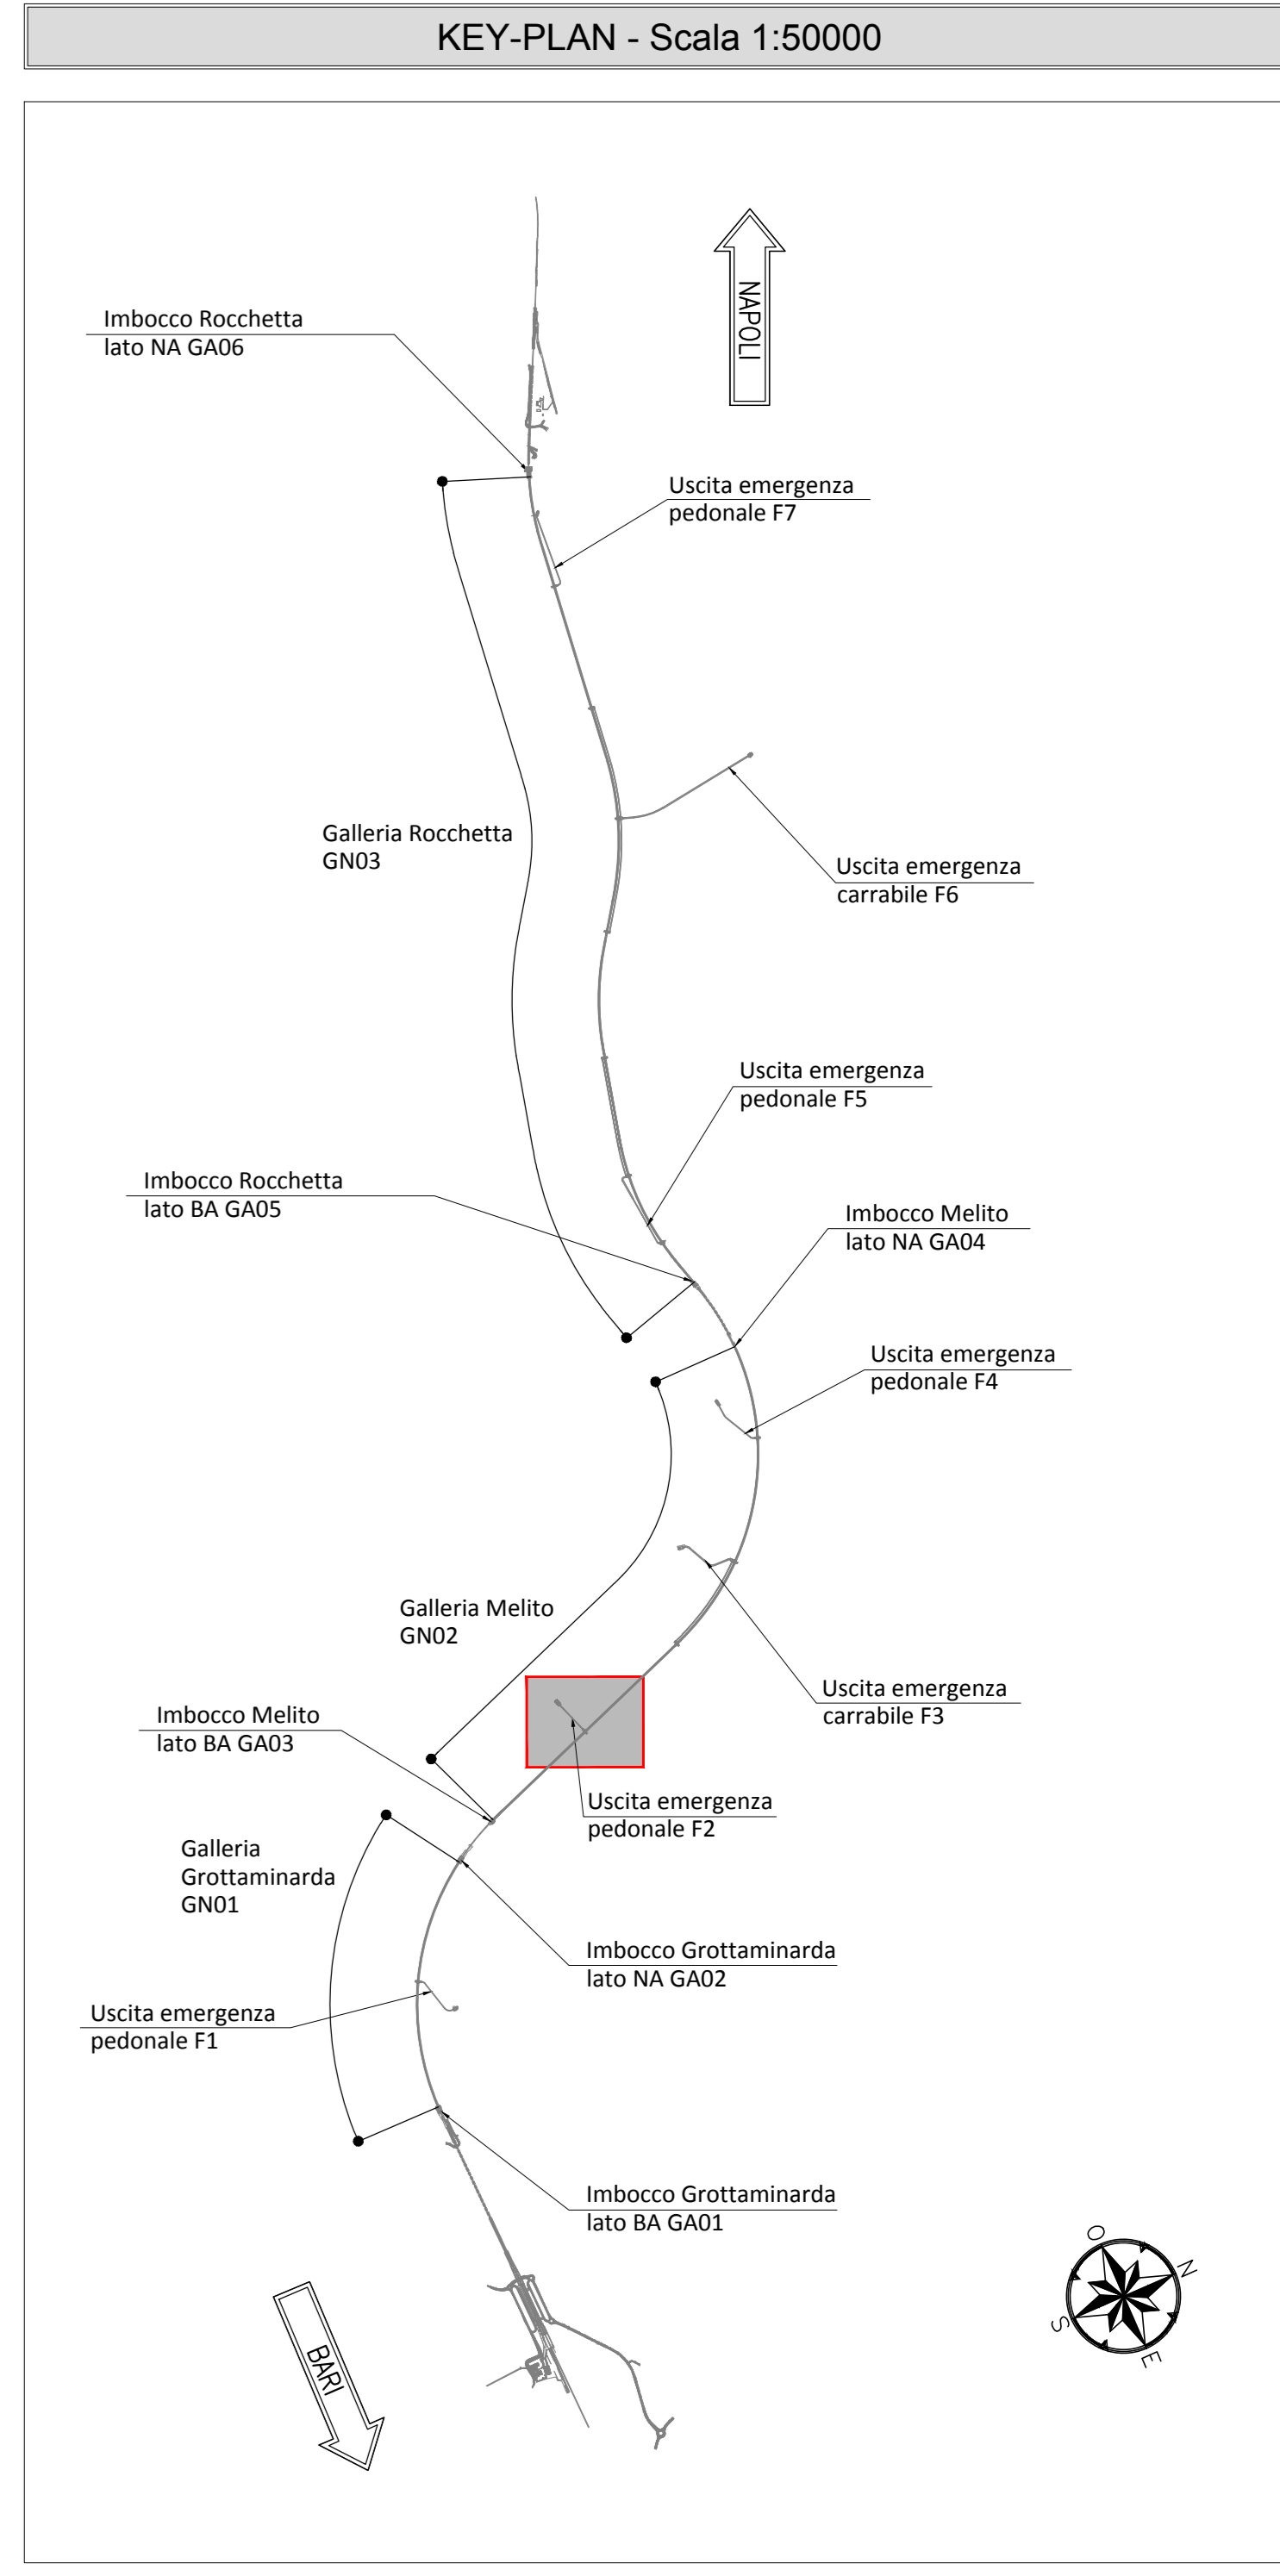 KEY-PLAN - Scala 1:50000
NAPOLI
Imbocco Rocchetta
lato NA GA06
Uscita emergenza
pedonale F7
Galleria Rocchetta
GN03
Uscita emergenza
carrabile F6
Uscita emergenza
pedonale F5
Imbocco Rocchetta
lato BA GA05
Imbocco Melito
lato NA GA04
Uscita emergenza
pedonale F4
Galleria Melito
GN02
Uscita emergenza
carrabile F3
Imbocco Melito
lato BA GA03
Uscita emergenza
pedonale F2
Galleria
Grottaminarda
GN01
Imbocco Grottaminarda
lato NA GA02
Uscita emergenza
pedonale F1
Imbocco Grottaminarda
lato BA GA01
O
N
S
E
BARI